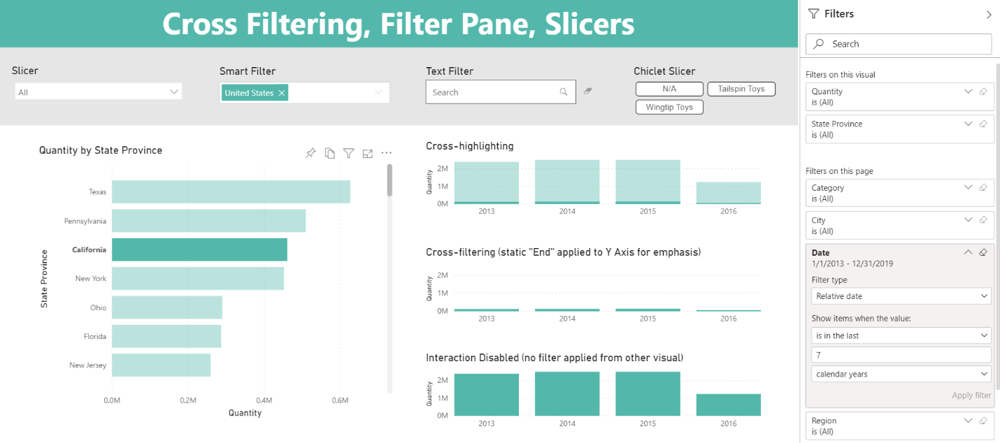 Cross Filtering, Filter Pane, Slicers
Slicer
All
Smart Filter
United States
Text Filter
Search
Chiclet Slicer
N/A
Tailspin Toys
Wingtip Toys
Quantity by State Province
State Province
Texas
Pennsylvania
California
New York
Ohio
Florida
New Jersey
0.0M
0.2M
0.4M
0.6M
Quantity
Cross-highlighting
Quantity
2M
1M
0M
2013
2014
2015
2016
Cross-filtering (static "End" applied to Y Axis for emphasis)
Quantity
2M
1M
0M
2013
2014
2015
2016
Interaction Disabled (no filter applied from other visual)
Quantity
2M
1M
0M
2013
2014
2015
2016
Filters
Search
Filters on this visual
Quantity
is (All)
State Province
is (All)
Filters on this page
Category
is (All)
City
is (All)
Date
1/1/2013 - 12/31/2019
Filter type
Relative date
Show items when the value:
is in the last
7
calendar years
Apply filter
Region
is (All)